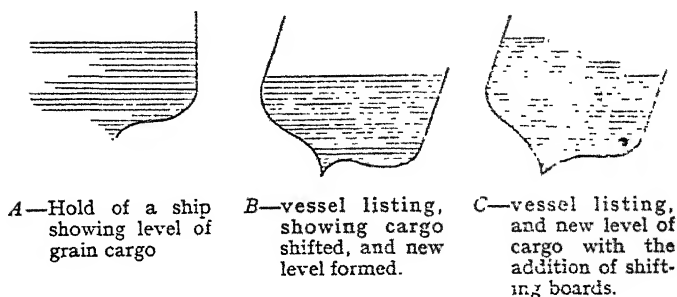 A—Hold of a ship
showing level of
grain cargo
B—vessel listing,
showing cargo
shifted, and new
level formed.
C—vessel listing,
and new level of
cargo with the
addition of shift-
ing boards.